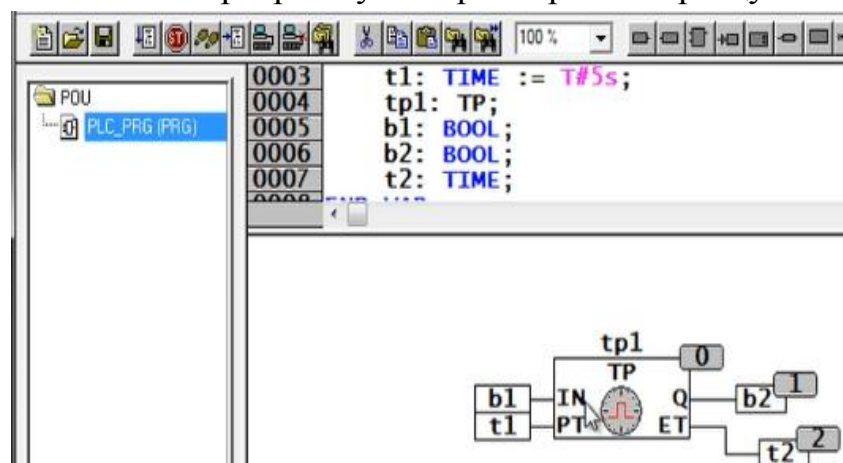 100 %
POU
PLC_PRG (PRG)
0003 t1: TIME := T#5s;
0004 tp1: TP;
0005 b1: BOOL;
0006 b2: BOOL;
0007 t2: TIME;
tp1
0
TP
b1 IN Q b2 1
t1 PT ET
t2 2